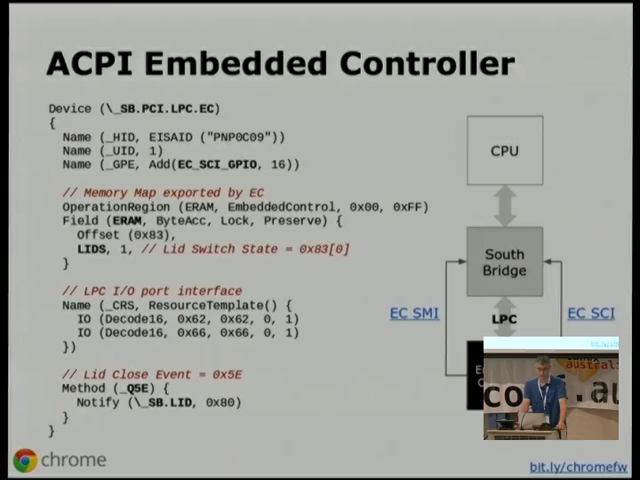 ACPI Embedded Controller
Device (\_SB.PCI.LPC.EC)
{
Name (_HID, EISAID ("PNP0C09"))
Name (_UID, 1)
Name (_GPE, Add(EC_SCI_GPIO, 16))
// Memory Map exported by EC
OperationRegion (ERAM, EmbeddedControl, 0x00, 0xFF)
Field (ERAM, ByteAcc, Lock, Preserve) {
Offset (0x83),
LIDS, 1, // Lid Switch State = 0x83[0]
}
// LPC I/O port interface
Name (_CRS, ResourceTemplate() {
IO (Decode16, 0x62, 0x62, 0, 1)
IO (Decode16, 0x66, 0x66, 0, 1)
})
// Lid Close Event = 0x5E
Method (_Q5E) {
Notify (\_SB.LID, 0x80)
}
}
CPU
South
Bridge
EC SMI
LPC
EC SCI
australia
co
.au
chrome
bit.ly/chromefw